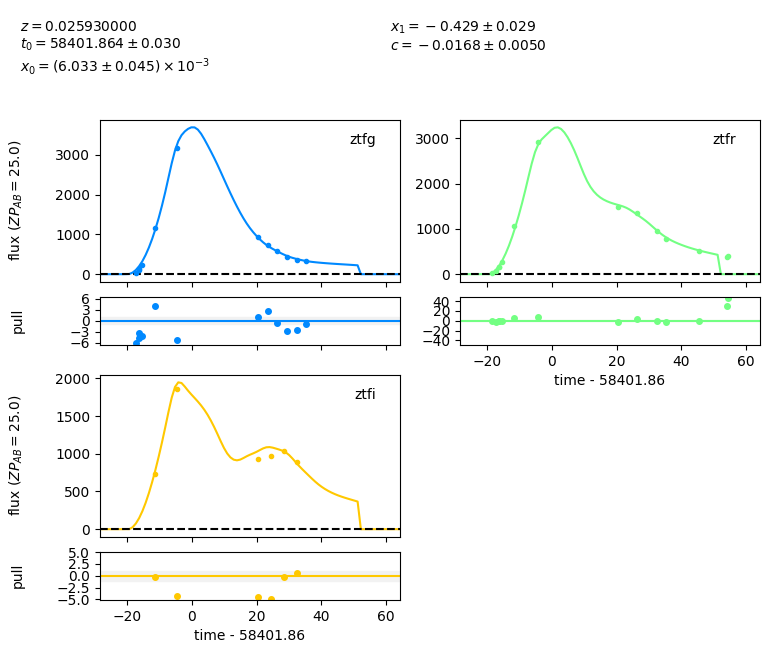 z = 0.025930000
t₀ = 58401.864 ± 0.030
x₀ = (6.033 ± 0.045) × 10⁻³
x₁ = −0.429 ± 0.029
c = −0.0168 ± 0.0050
flux (ZP_AB = 25.0)
3000
2000
1000
0
ztfg
3000
2000
1000
0
ztfr
pull
6
3
0
−3
−6
40
20
0
−20
−40
−20 0 20 40 60
time - 58401.86
flux (ZP_AB = 25.0)
2000
1500
1000
500
0
ztfi
pull
5.0
2.5
0.0
−2.5
−5.0
−20 0 20 40 60
time - 58401.86